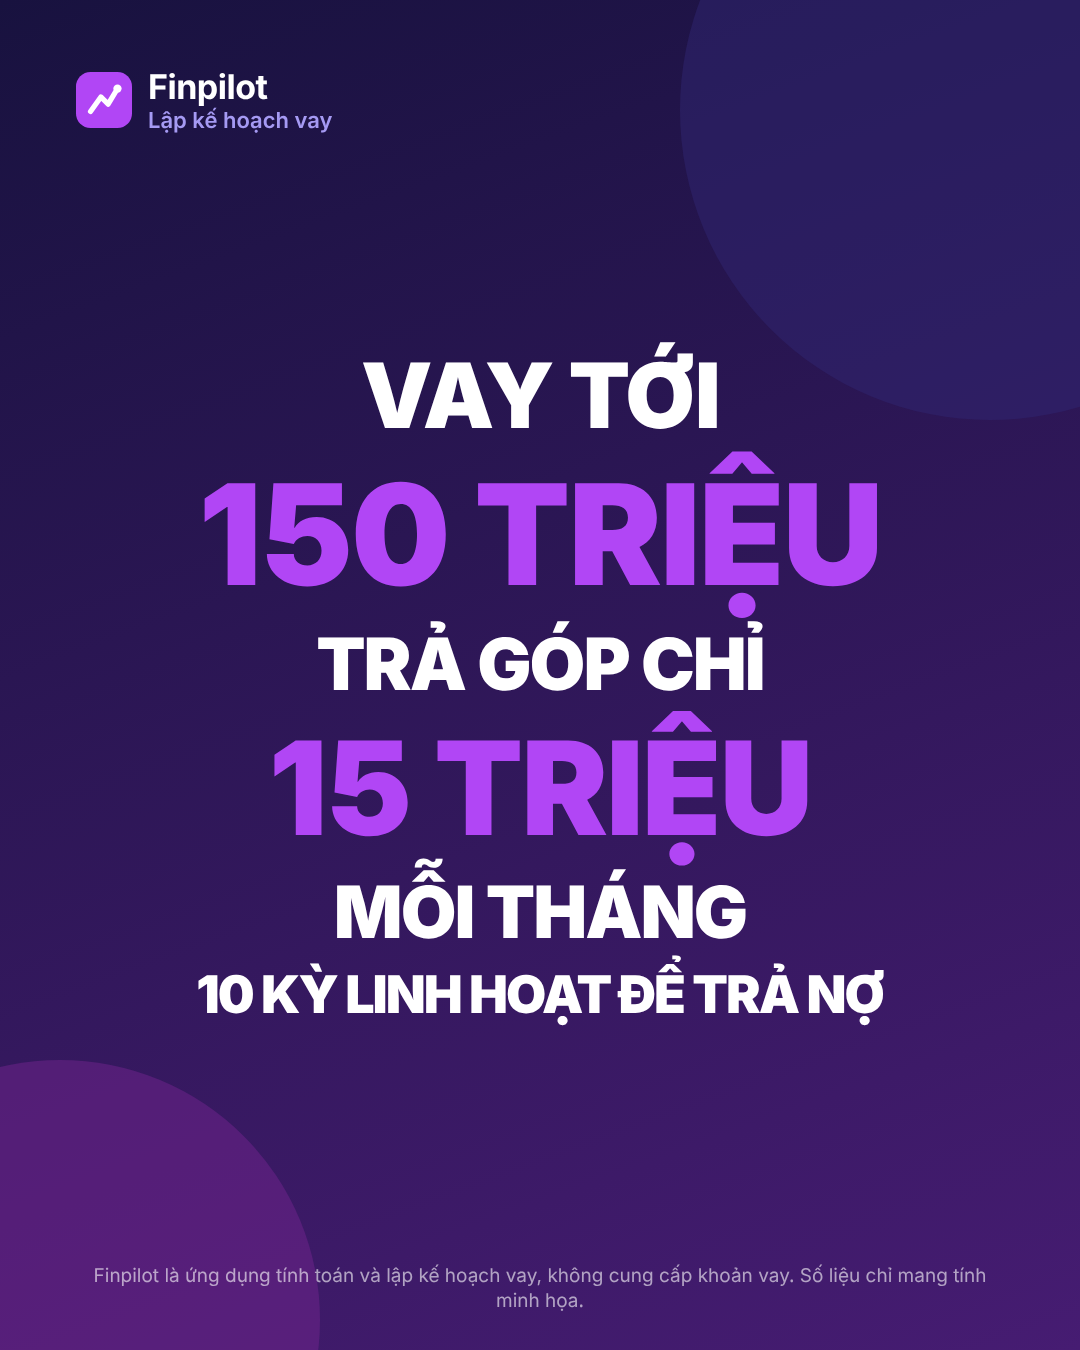 Finpilot
Lập kế hoạch vay
VAY TỚI
150 TRIỆU
TRẢ GÓP CHỈ
15 TRIỆU
MỖI THÁNG
10 KỲ LINH HOẠT ĐỂ TRẢ NỢ
Finpilot là ứng dụng tính toán và lập kế hoạch vay, không cung cấp khoản vay. Số liệu chỉ mang tính
minh họa.